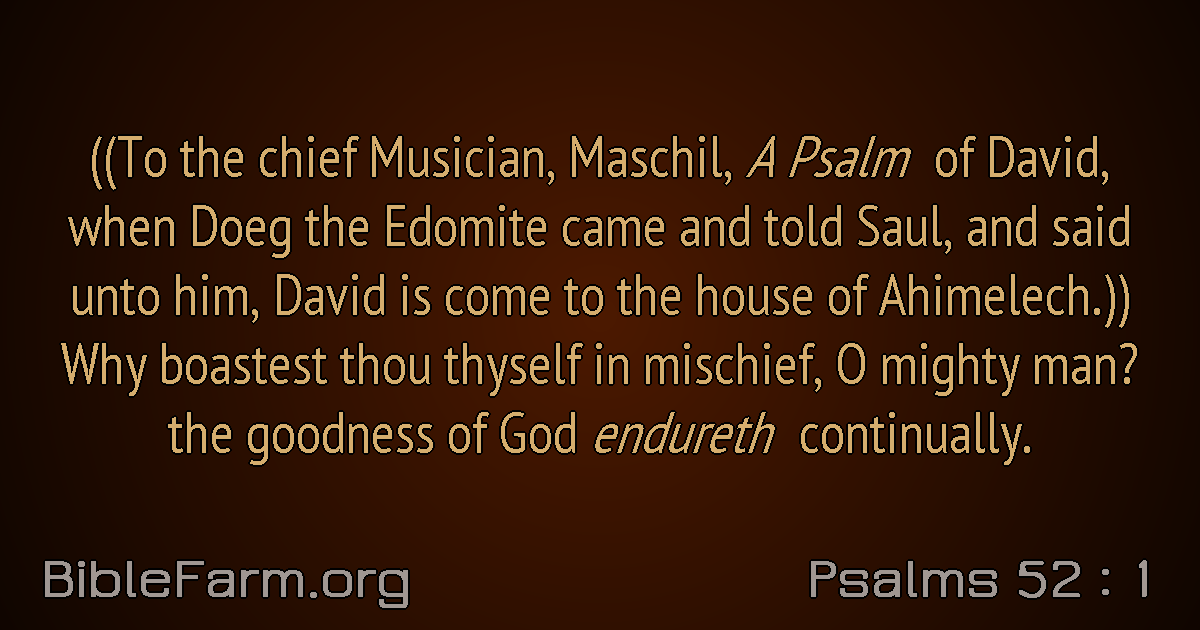 ((To the chief Musician, Maschil, A Psalm of David,
when Doeg the Edomite came and told Saul, and said
unto him, David is come to the house of Ahimelech.))
Why boastest thou thyself in mischief, O mighty man?
the goodness of God endureth continually.
BibleFarm.org
Psalms 52 : 1